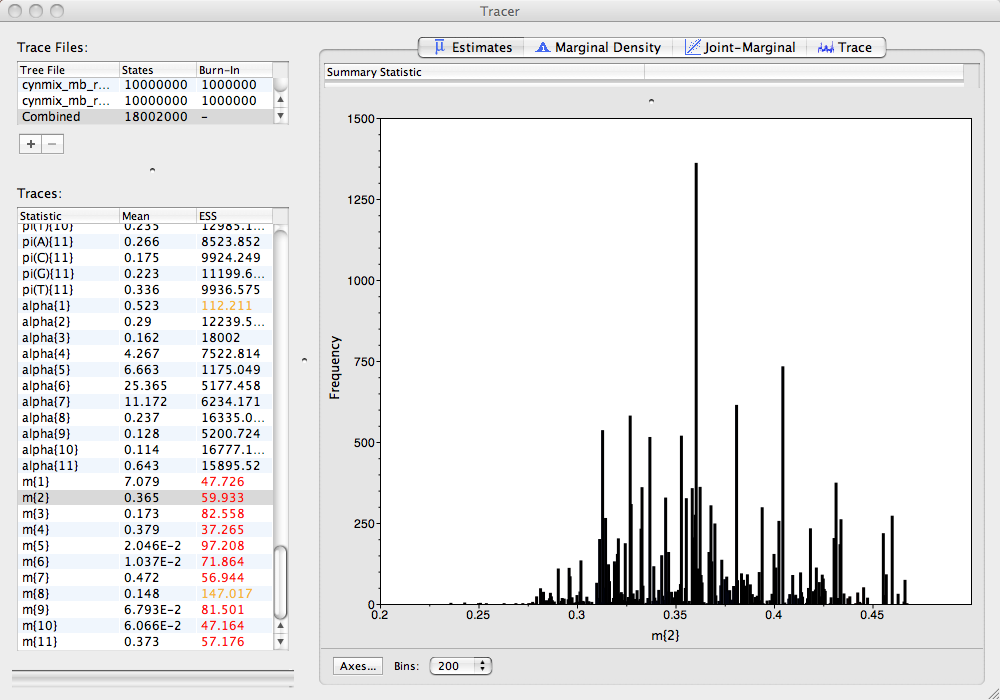 Tracer
Trace Files:
Tree File States Burn-In
cynmix_mb_r... 10000000 1000000
cynmix_mb_r... 10000000 1000000
Combined 18002000 -
+ −
Traces:
Statistic Mean ESS
pi(T){10} 0.235 12985.1...
pi(A){11} 0.266 8523.852
pi(C){11} 0.175 9924.249
pi(G){11} 0.223 11199.6...
pi(T){11} 0.336 9936.575
alpha{1} 0.523 112.211
alpha{2} 0.29 12239.5...
alpha{3} 0.162 18002
alpha{4} 4.267 7522.814
alpha{5} 6.663 1175.049
alpha{6} 25.365 5177.458
alpha{7} 11.172 6234.171
alpha{8} 0.237 16335.0...
alpha{9} 0.128 5200.724
alpha{10} 0.114 16777.1...
alpha{11} 0.643 15895.52
m{1} 7.079 47.726
m{2} 0.365 59.933
m{3} 0.173 82.558
m{4} 0.379 37.265
m{5} 2.046E-2 97.208
m{6} 1.037E-2 71.864
m{7} 0.472 56.944
m{8} 0.148 147.017
m{9} 6.793E-2 81.501
m{10} 6.066E-2 47.164
m{11} 0.373 57.176
μ Estimates Marginal Density Joint-Marginal Trace
Summary Statistic
1500
1250
1000
750
500
250
0
Frequency
0.2 0.25 0.3 0.35 0.4 0.45
m{2}
Axes... Bins: 200